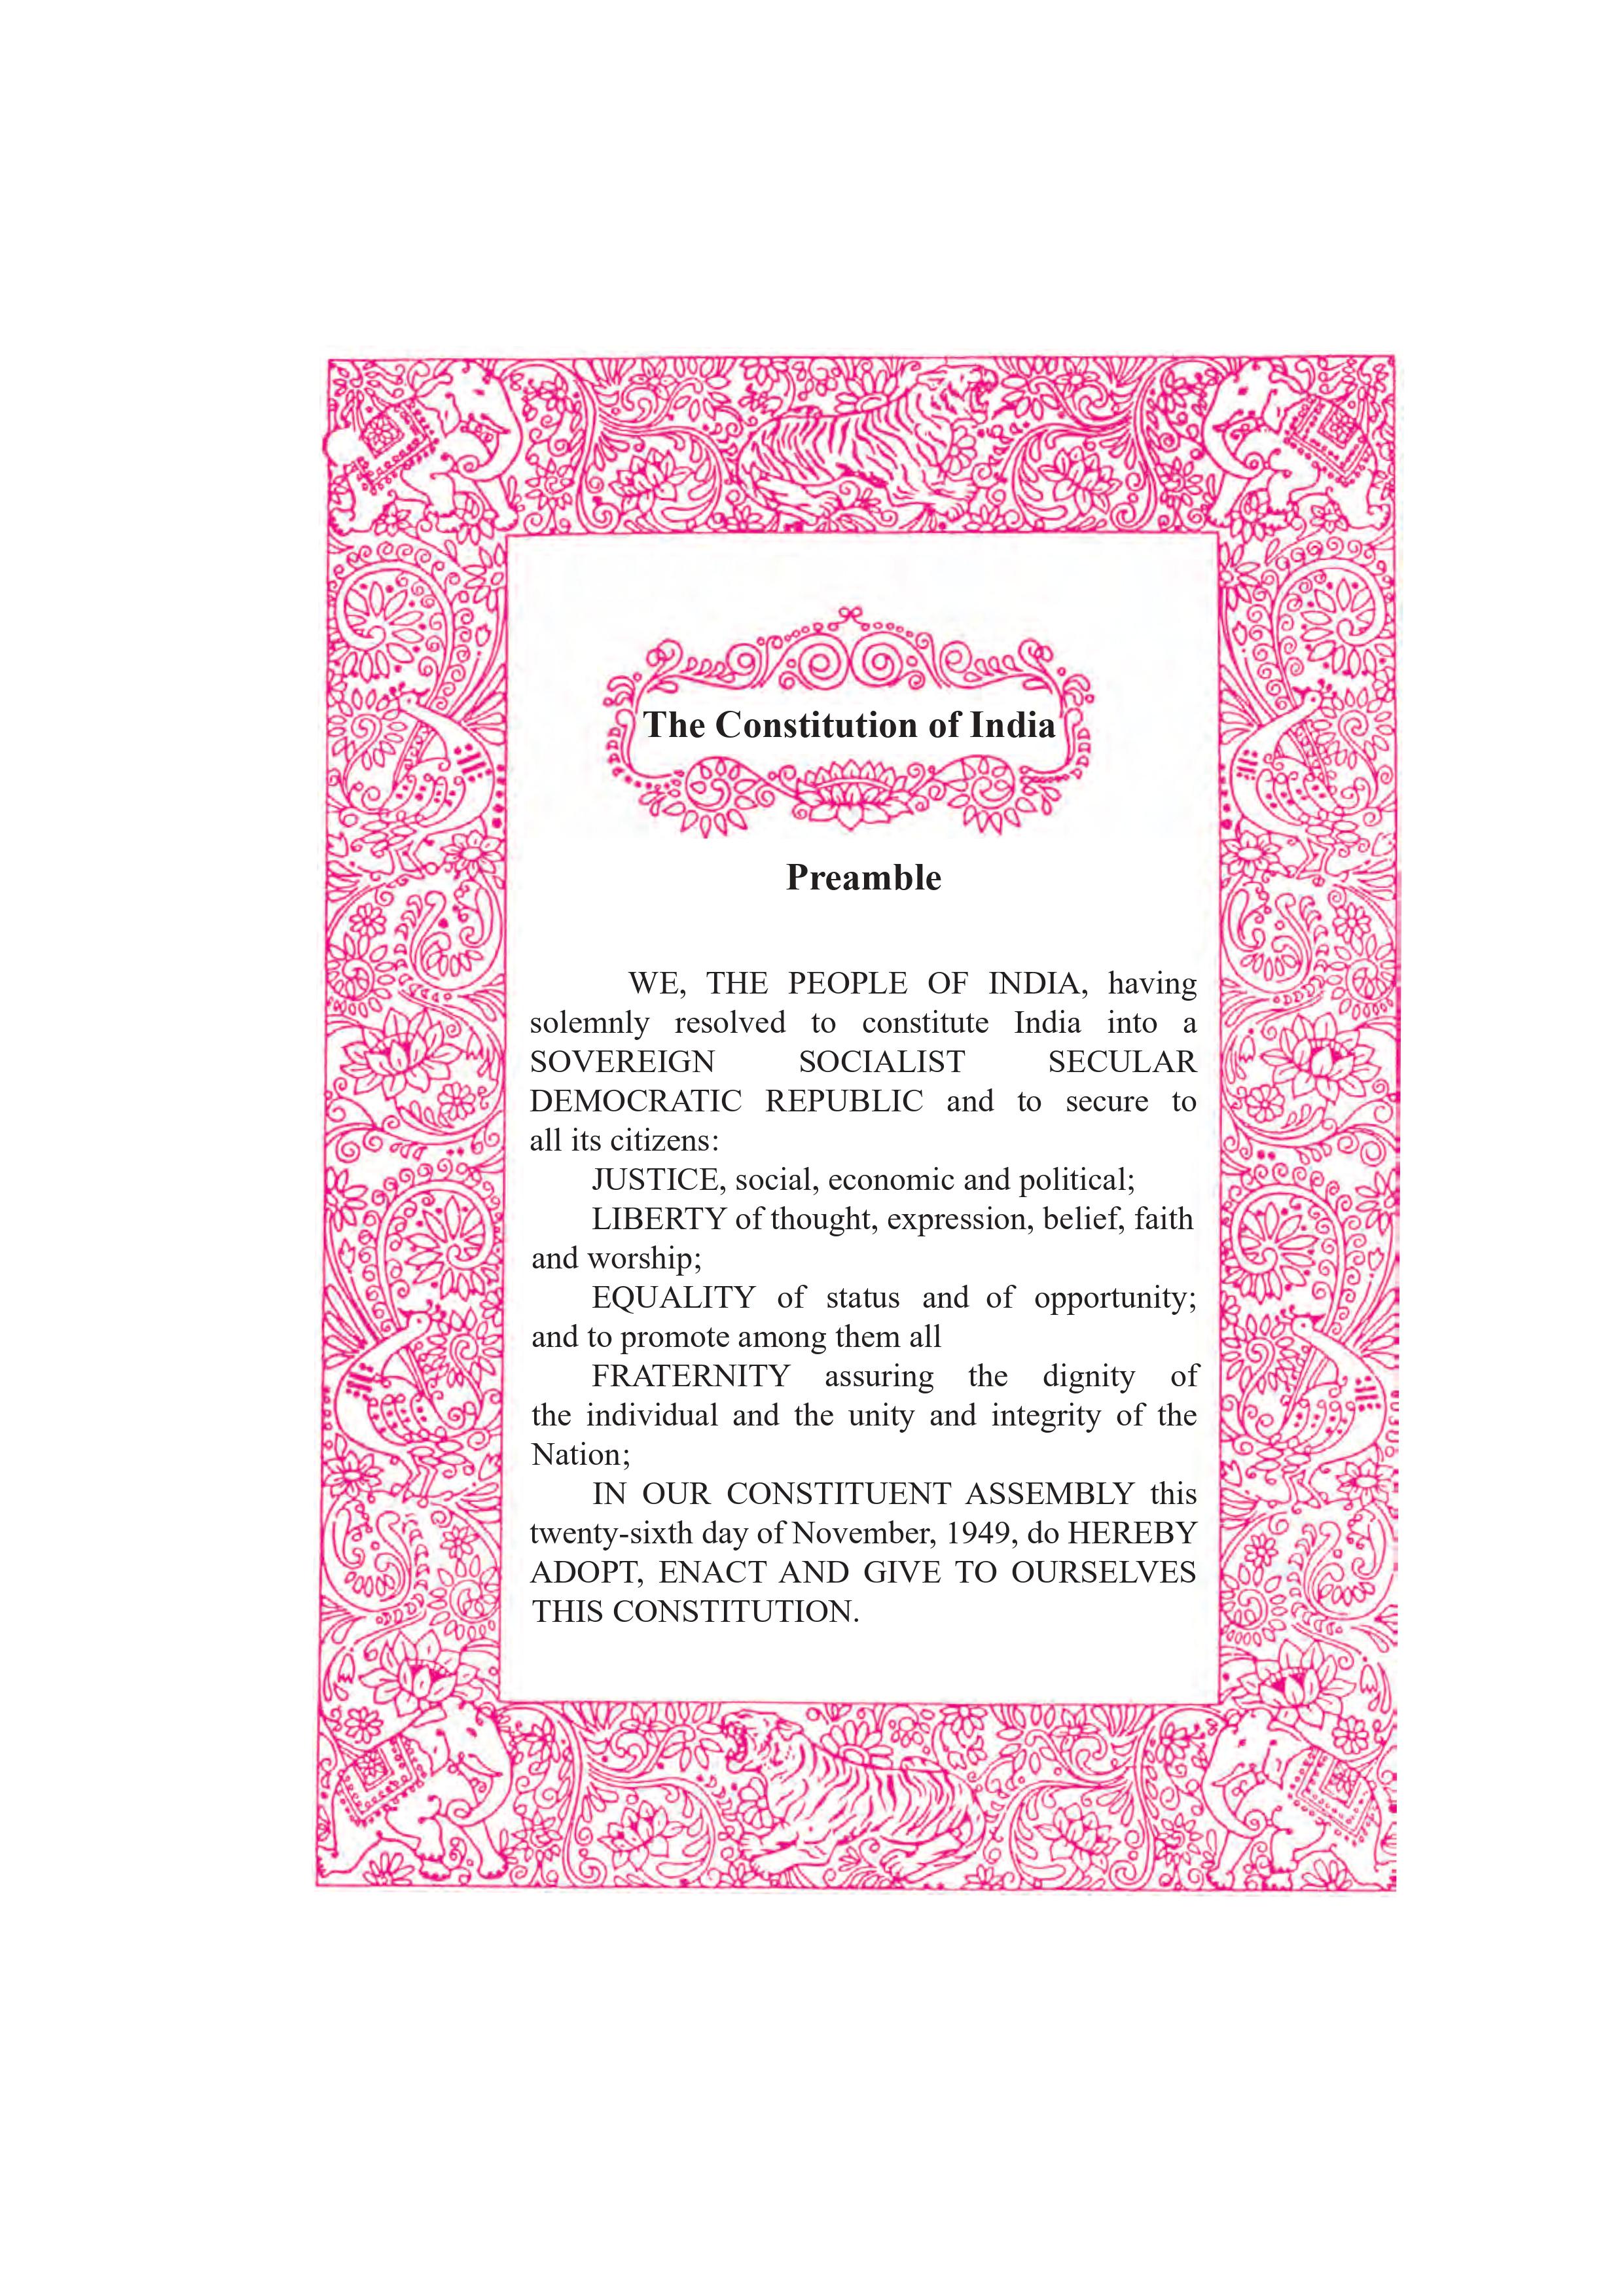 The Constitution of India
Preamble
WE, THE PEOPLE OF INDIA, having
solemnly resolved to constitute India into a
SOVEREIGN SOCIALIST SECULAR
DEMOCRATIC REPUBLIC and to secure to
all its citizens:
JUSTICE, social, economic and political;
LIBERTY of thought, expression, belief, faith
and worship;
EQUALITY of status and of opportunity;
and to promote among them all
FRATERNITY assuring the dignity of
the individual and the unity and integrity of the
Nation;
IN OUR CONSTITUENT ASSEMBLY this
twenty-sixth day of November, 1949, do HEREBY
ADOPT, ENACT AND GIVE TO OURSELVES
THIS CONSTITUTION.